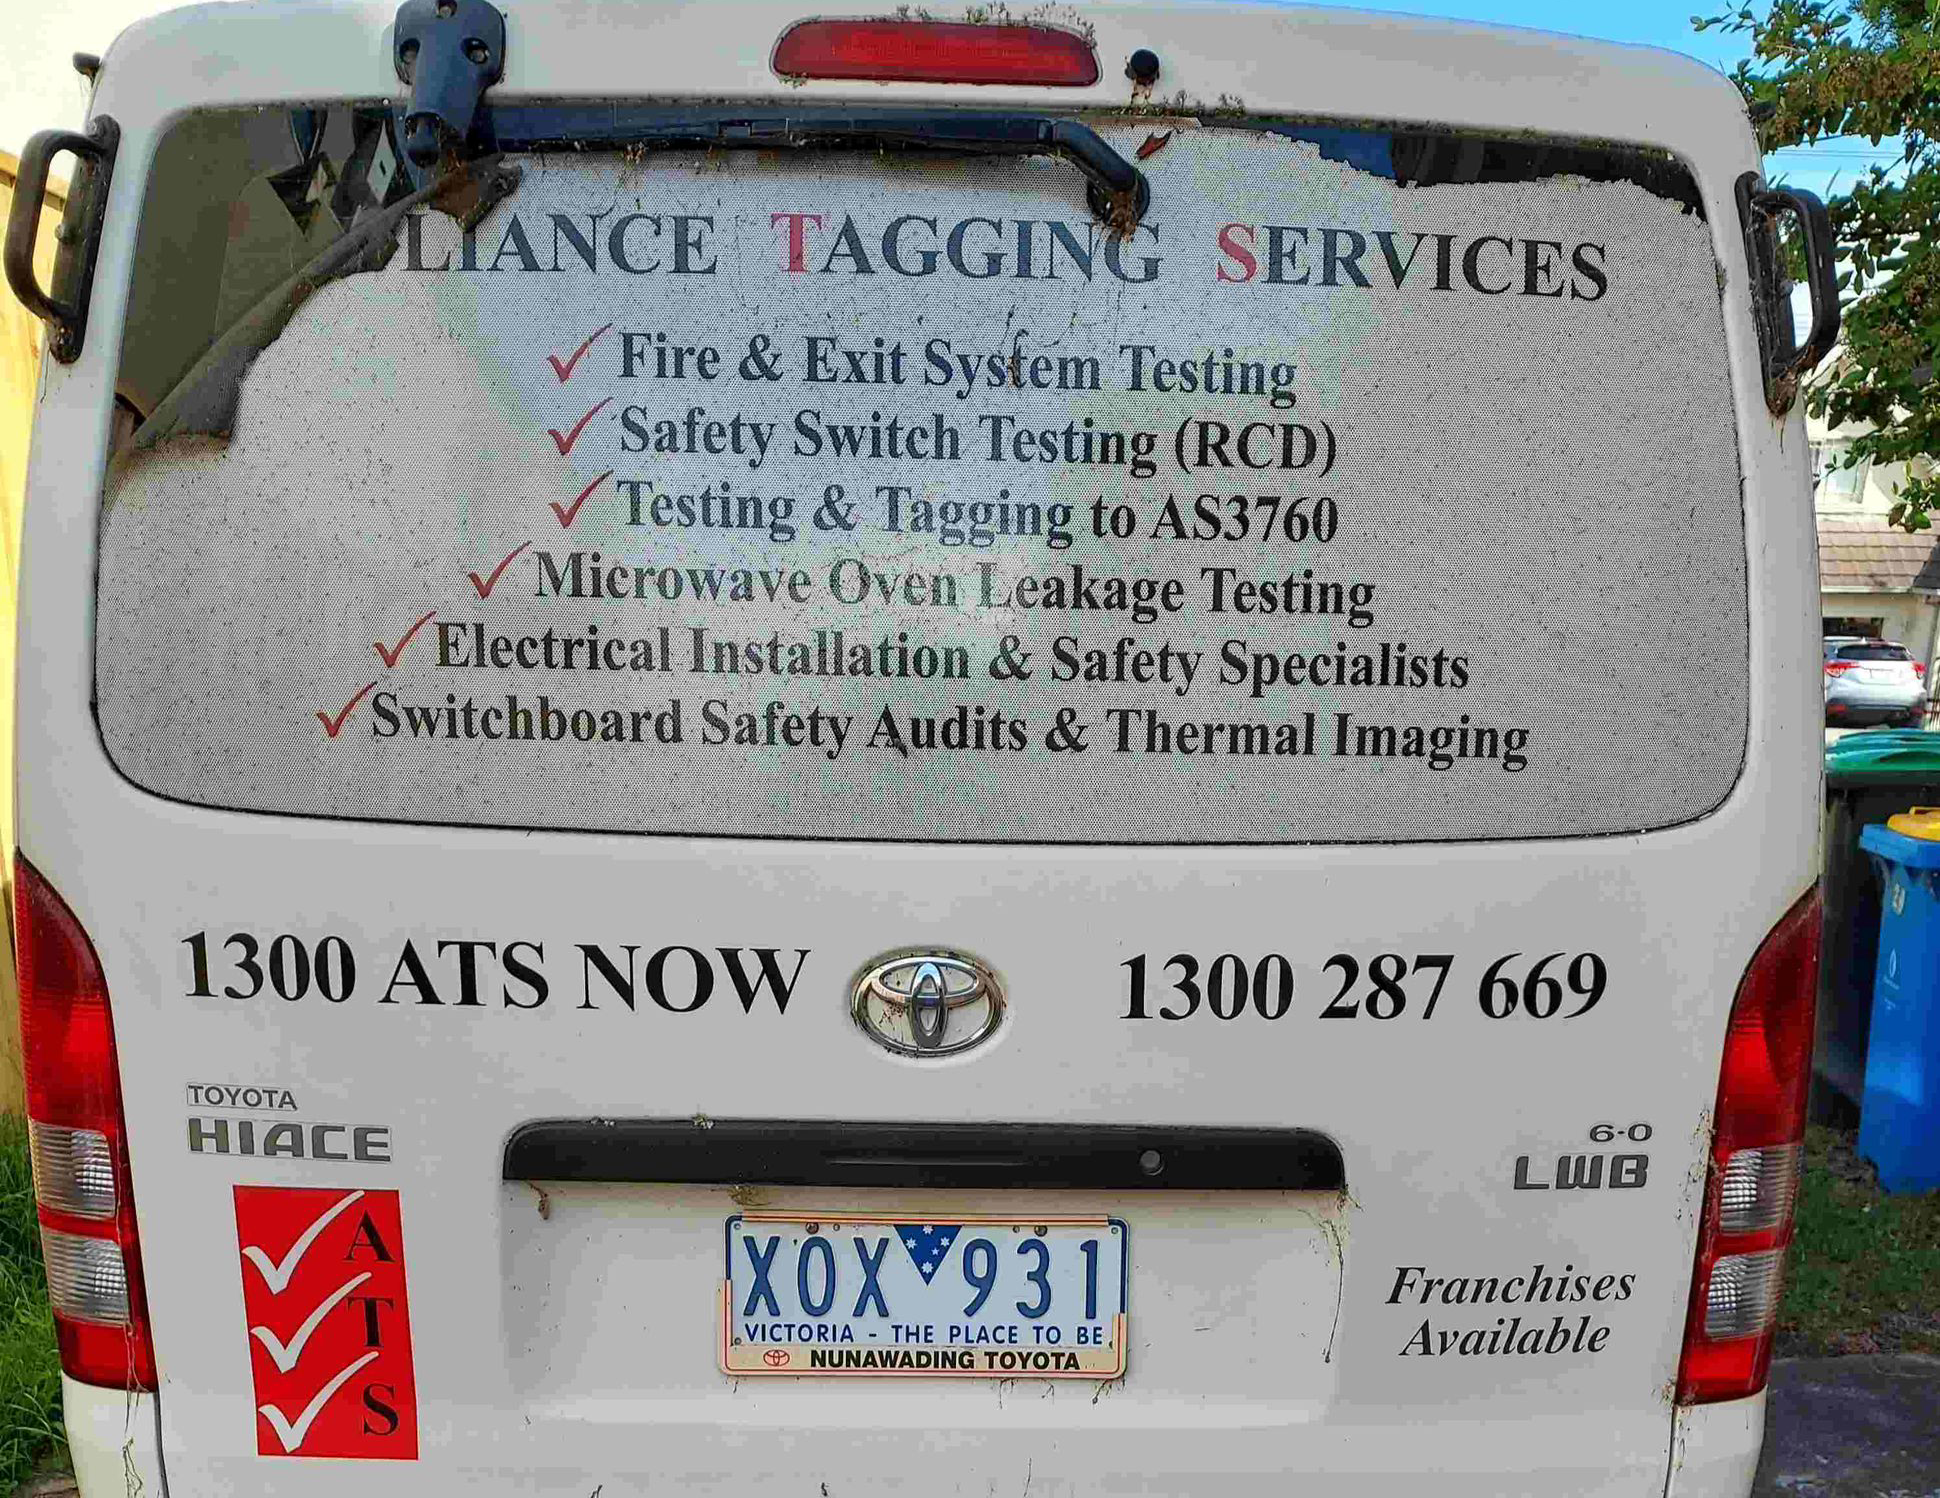 LIANCE TAGGING SERVICES
Fire & Exit System Testing
Safety Switch Testing (RCD)
Testing & Tagging to AS3760
Microwave Oven Leakage Testing
Electrical Installation & Safety Specialists
Switchboard Safety Audits & Thermal Imaging
1300 ATS NOW 1300 287 669
TOYOTA
HIACE
6.0
LWB
A
T
S
XOX 931
VICTORIA - THE PLACE TO BE
NUNAWADING TOYOTA
Franchises
Available